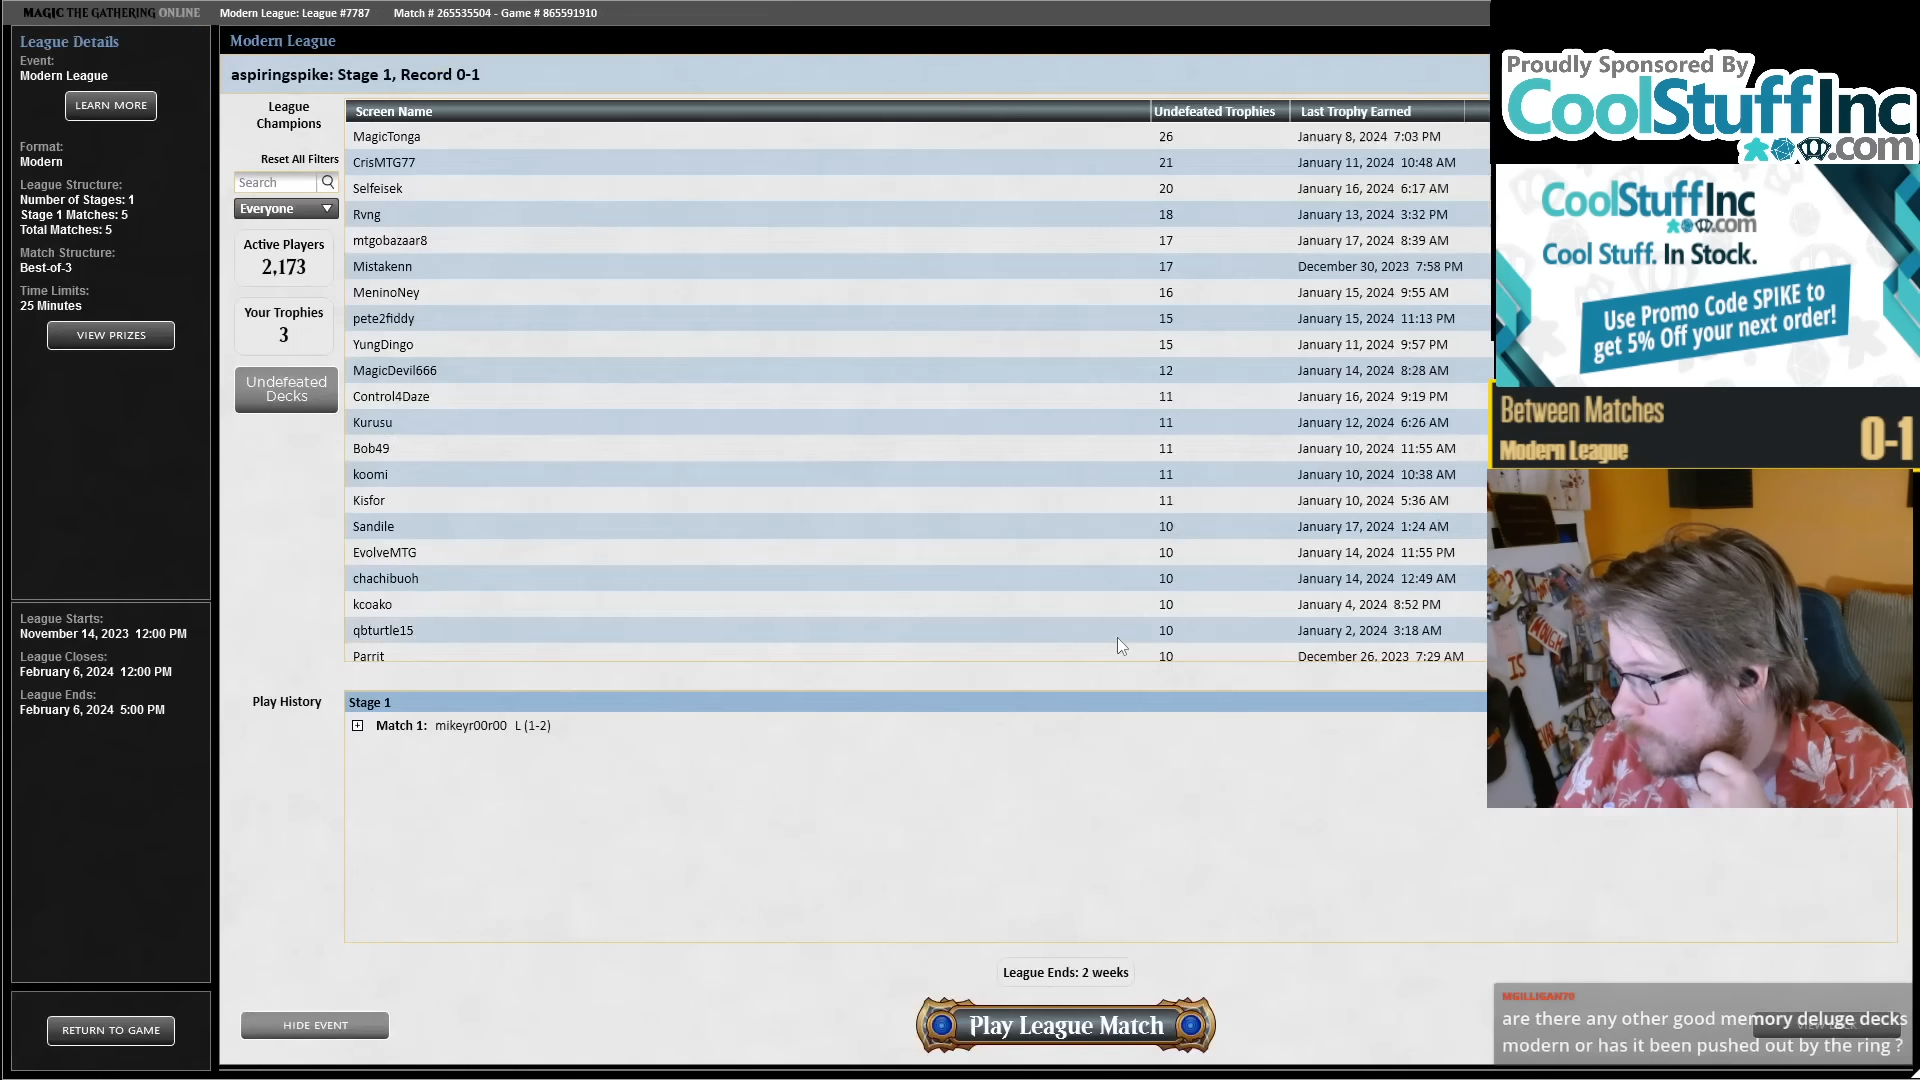 MAGIC THE GATHERING ONLINE
Modern League: League #7787
Match # 265535504 - Game # 865591910
League Details
Event:
Modern League
LEARN MORE
Format:
Modern
League Structure:
Number of Stages: 1
Stage 1 Matches: 5
Total Matches: 5
Match Structure:
Best-of-3
Time Limits:
25 Minutes
VIEW PRIZES
League Starts:
November 14, 2023 12:00 PM
League Closes:
February 6, 2024 12:00 PM
League Ends:
February 6, 2024 5:00 PM
RETURN TO GAME
Modern League
aspiringspike: Stage 1, Record 0-1
League
Champions
Reset All Filters
Search
Everyone
Active Players
2,173
Your Trophies
3
Undefeated
Decks
Screen Name Undefeated Trophies Last Trophy Earned
MagicTonga 26 January 8, 2024 7:03 PM
CrisMTG77 21 January 11, 2024 10:48 AM
Selfeisek 20 January 16, 2024 6:17 AM
Rvng 18 January 13, 2024 3:32 PM
mtgobazaar8 17 January 17, 2024 8:39 AM
Mistakenn 17 December 30, 2023 7:58 PM
MeninoNey 16 January 15, 2024 9:55 AM
pete2fiddy 15 January 15, 2024 11:13 PM
YungDingo 15 January 11, 2024 9:57 PM
MagicDevil666 12 January 14, 2024 8:28 AM
Control4Daze 11 January 16, 2024 9:19 PM
Kurusu 11 January 12, 2024 6:26 AM
Bob49 11 January 10, 2024 11:55 AM
koomi 11 January 10, 2024 10:38 AM
Kisfor 11 January 10, 2024 5:36 AM
Sandile 10 January 17, 2024 1:24 AM
EvolveMTG 10 January 14, 2024 11:55 PM
chachibuoh 10 January 14, 2024 12:49 AM
kcoako 10 January 4, 2024 8:52 PM
qbturtle15 10 January 2, 2024 3:18 AM
Parrit 10 December 26, 2023 7:29 AM
Play History
Stage 1
Match 1: mikeyr00r00 L (1-2)
League Ends: 2 weeks
HIDE EVENT
Play League Match
Proudly Sponsored By
CoolStuffInc
.com
CoolStuffInc
.com
Cool Stuff. In Stock.
Use Promo Code SPIKE to
get 5% Off your next order!
Between Matches
Modern League
0-1
MGILLIGAN70
are there any other good memory deluge decks
modern or has it been pushed out by the ring ?